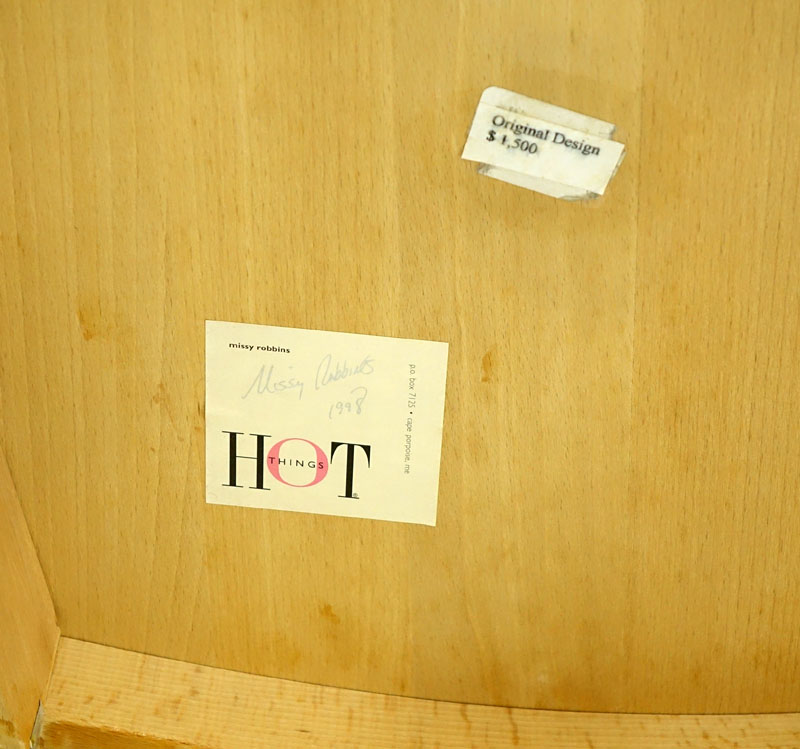 Original Design
$ 1,500
missy robbins
Missy Robbins
1998
HOT
THINGS
®
p.o. box 7125 • cape porpoise, me